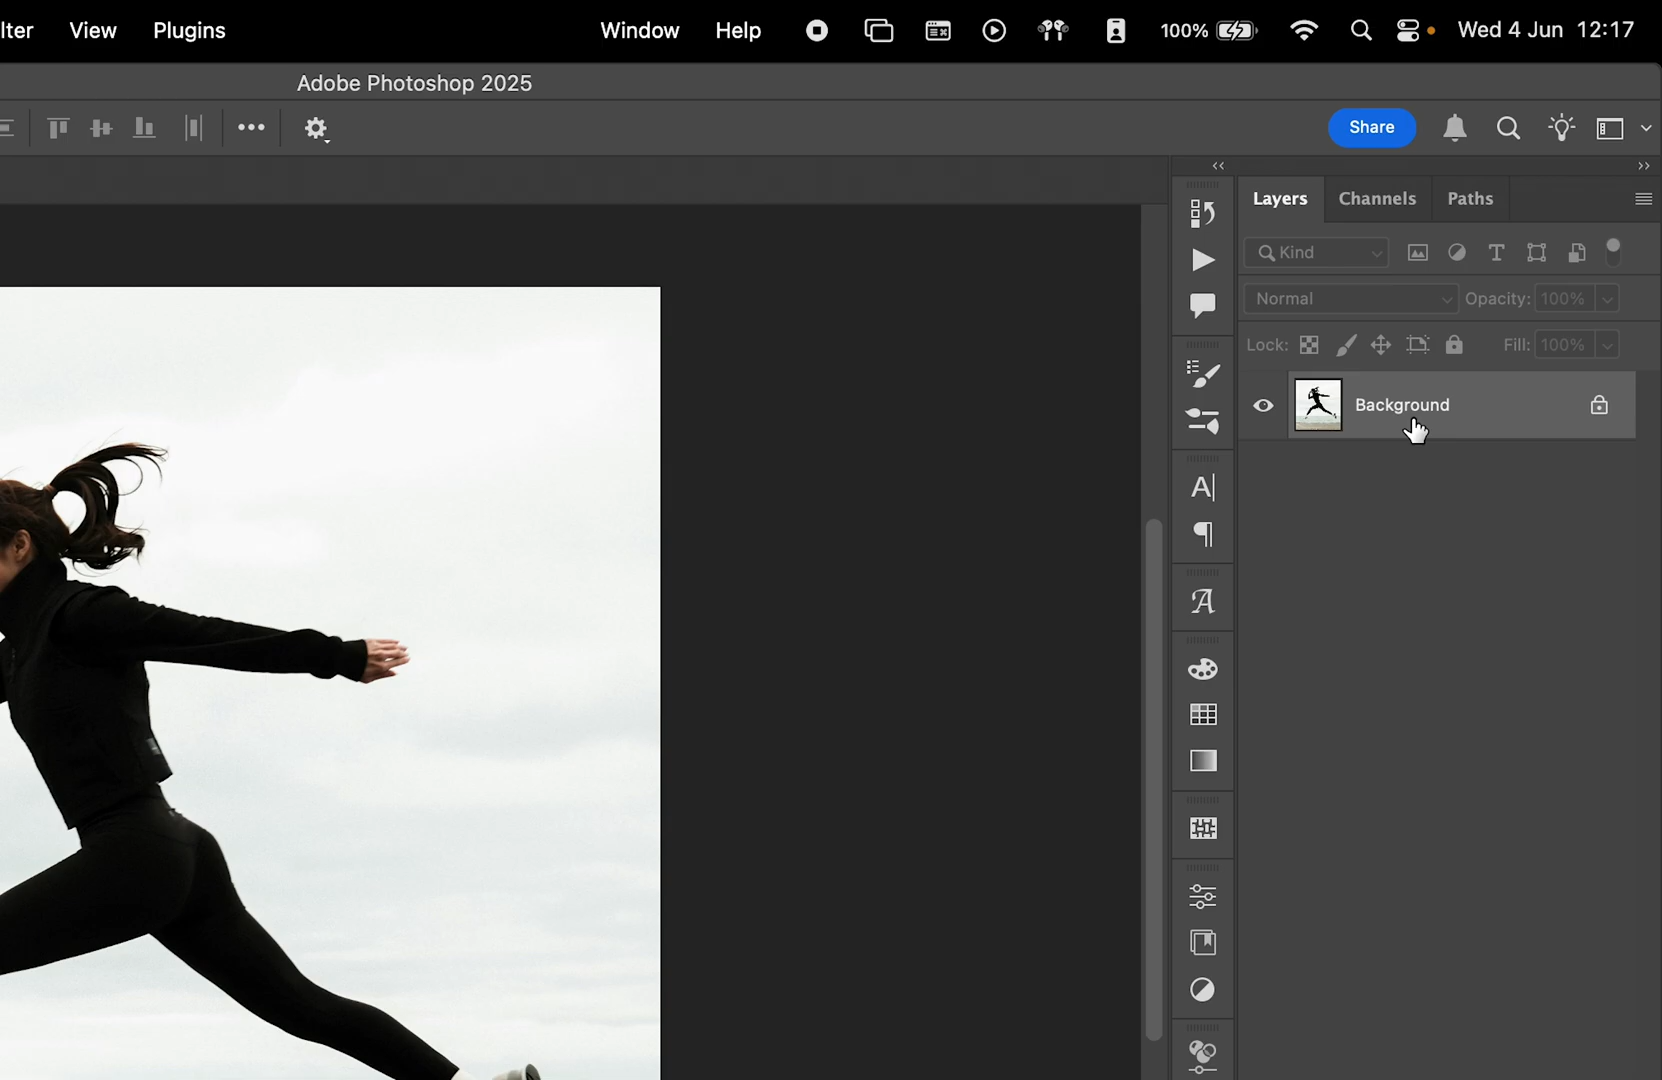 lter View Plugins Window Help 100% Wed 4 Jun 12:17
Adobe Photoshop 2025
Share
Layers Channels Paths
Kind
Normal Opacity: 100%
Lock: Fill: 100%
Background